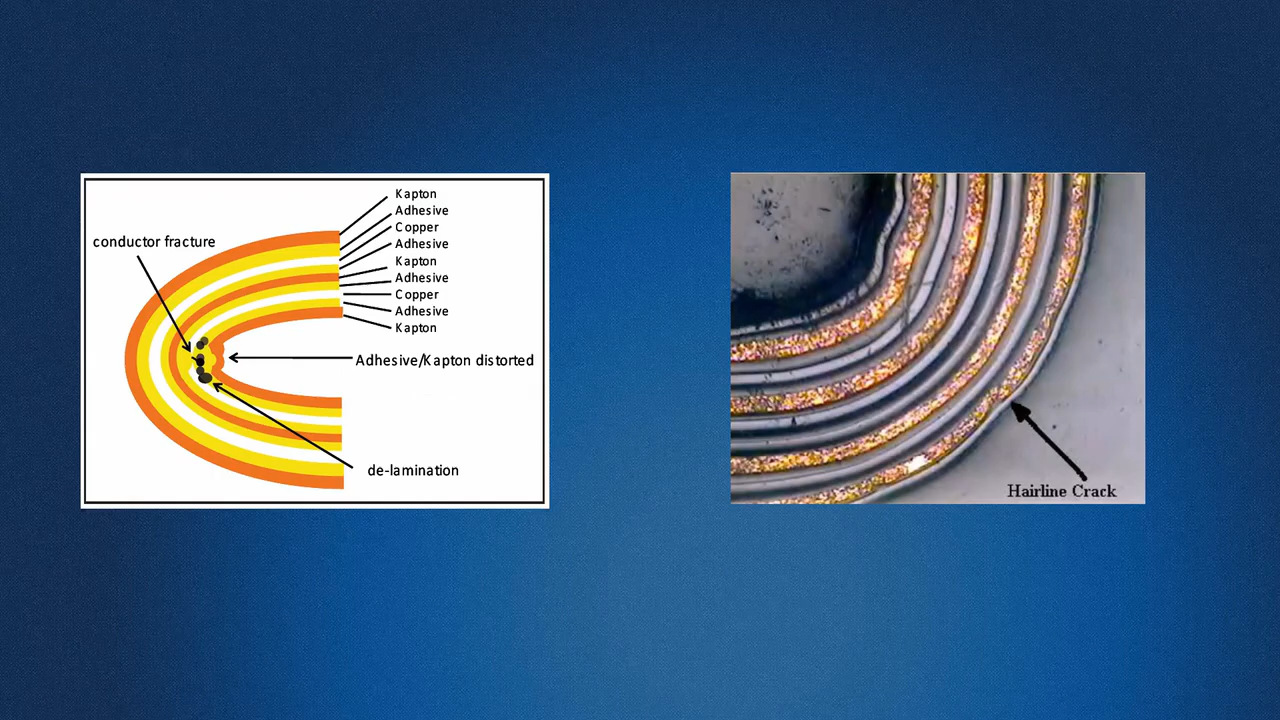 Kapton
Adhesive
conductor fracture
Copper
Adhesive
Kapton
Adhesive
Copper
Adhesive
Kapton
Adhesive/Kapton distorted
de-lamination
Hairline Crack